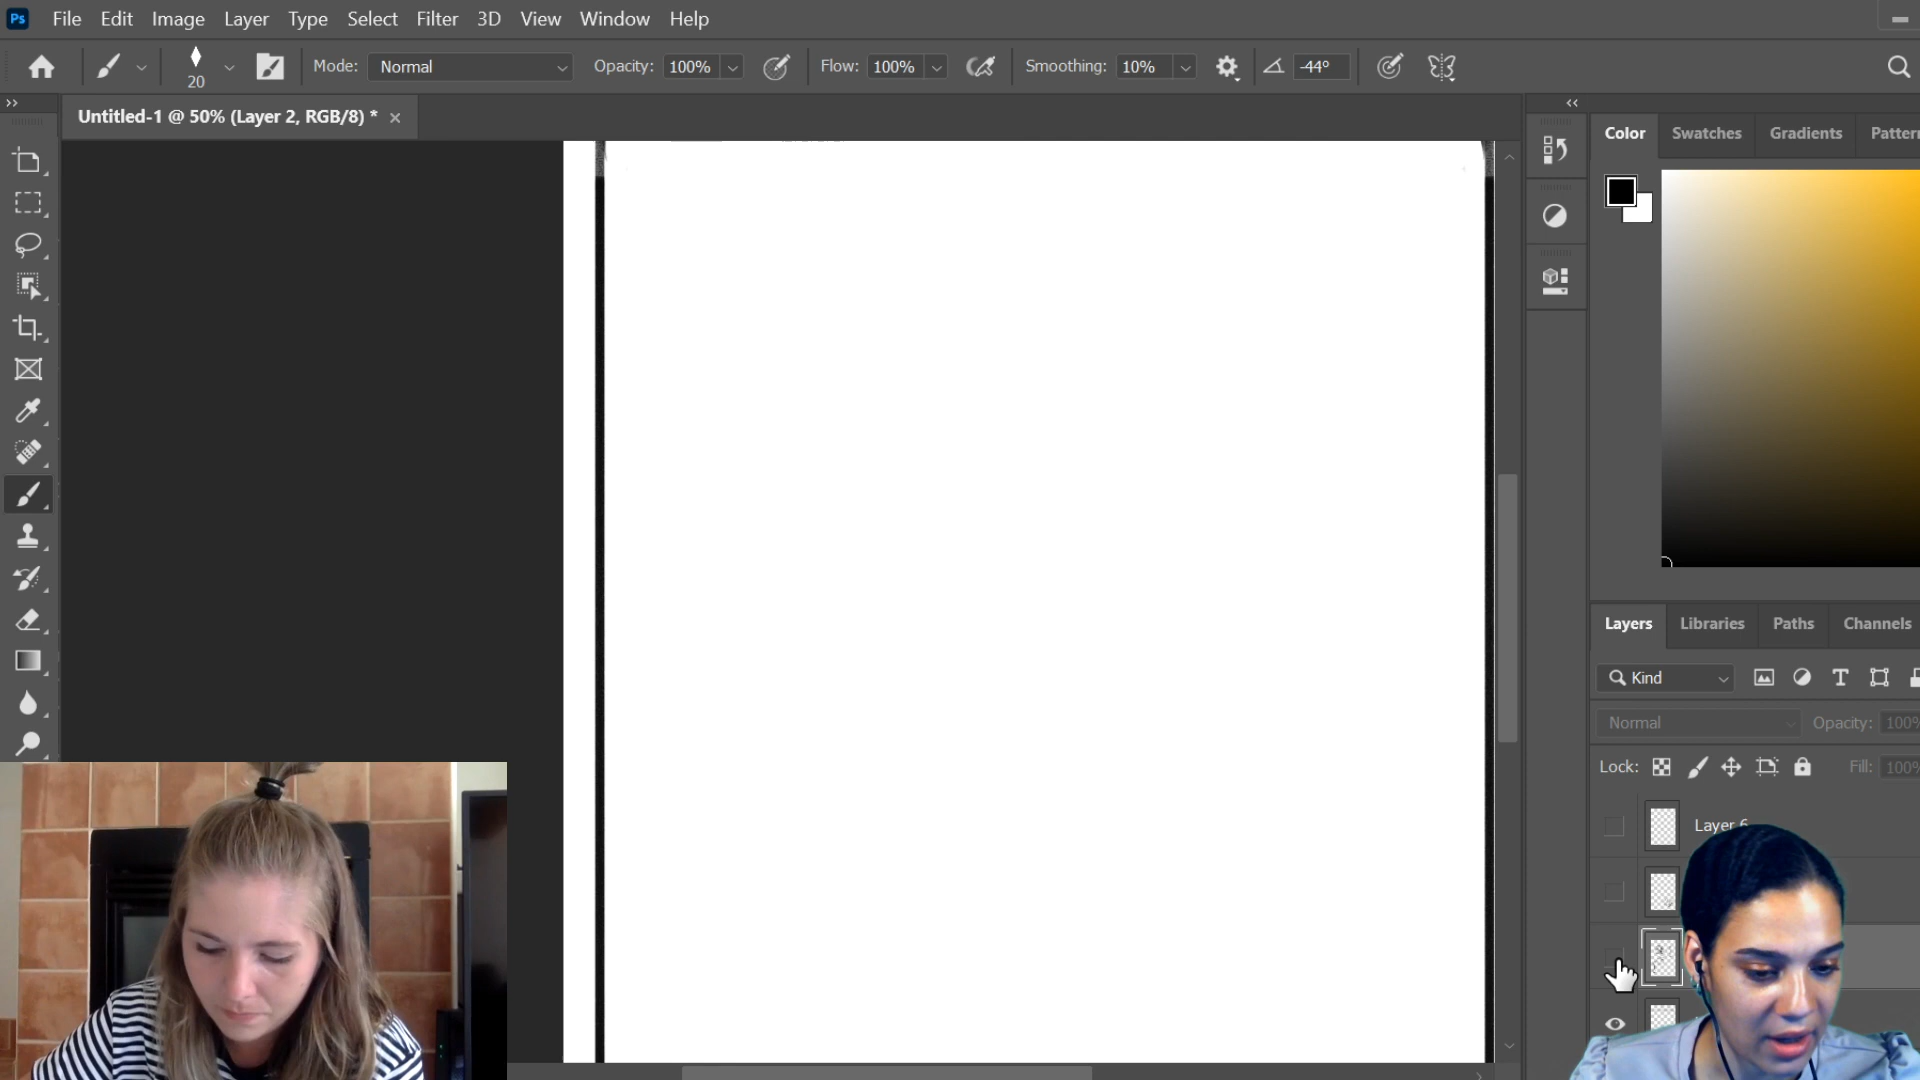 Ps File Edit Image Layer Type Select Filter 3D View Window Help
20 Mode: Normal Opacity: 100% Flow: 100% Smoothing: 10% -44°
Untitled-1 @ 50% (Layer 2, RGB/8) *
Color Swatches Gradients
Layers Libraries Paths Channels
Kind
Normal Opacity: 100%
Lock: Fill: 100%
Layer 6